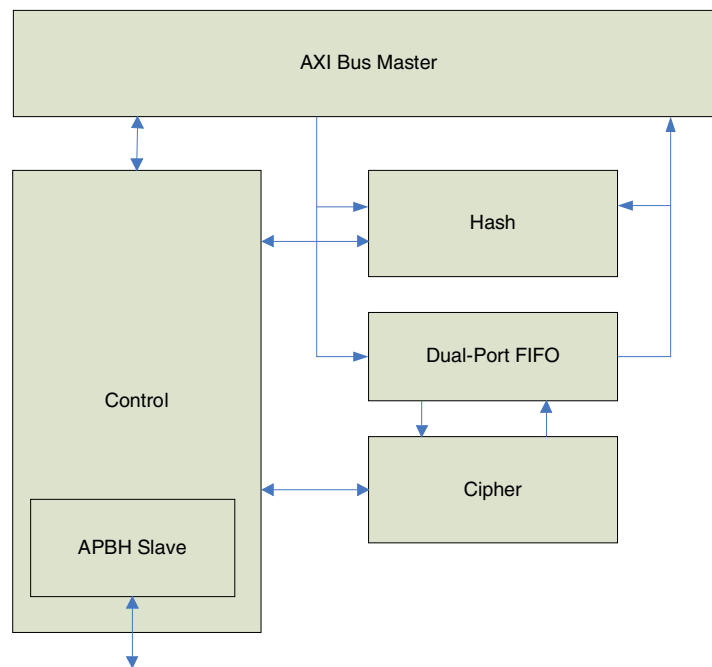 AXI Bus Master
Hash
Dual-Port FIFO
Control
Cipher
APBH Slave